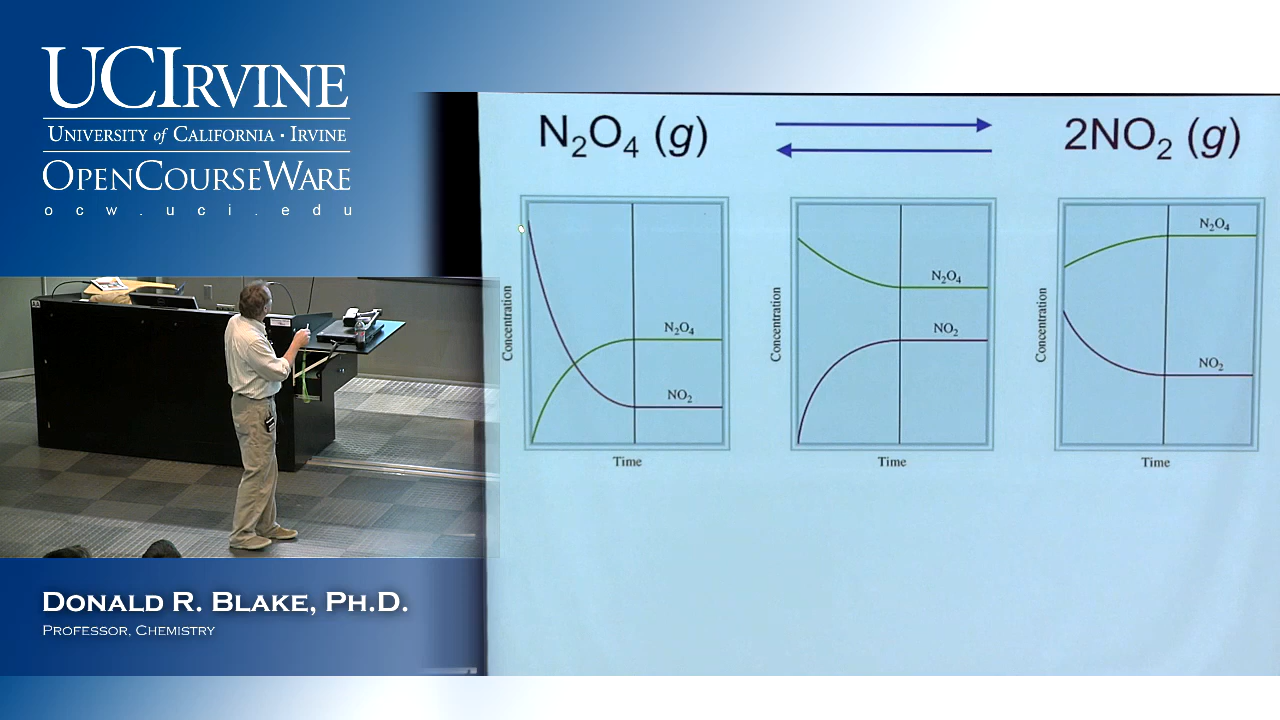 UCIRVINE
UNIVERSITY of CALIFORNIA · IRVINE
OPENCOURSEWARE
ocw.uci.edu
DONALD R. BLAKE, PH.D.
PROFESSOR, CHEMISTRY
N₂O₄ (g)
2NO₂ (g)
Concentration
N₂O₄
NO₂
Time
Concentration
N₂O₄
NO₂
Time
Concentration
N₂O₄
NO₂
Time